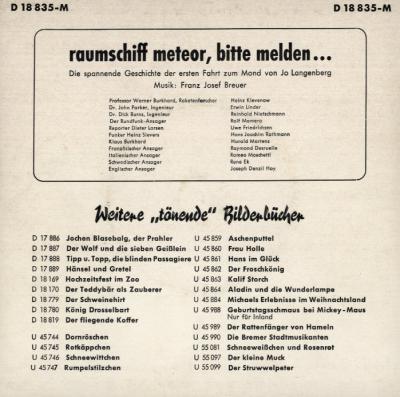 D 18 835-M D 18 835-M
raumschiff meteor, bitte melden...
Die spannende Geschichte der ersten Fahrt zum Mond von Jo Langenberg
Musik: Franz Josef Breuer
Professor Werner Burkhard, Raketenforscher Heinz Klevenow
Dr. John Parker, Ingenieur Erwin Linder
Dr. Dick Burns, Ingenieur Reinhold Nietschmann
Der Rundfunk-Ansager Rolf Mamero
Reporter Dieter Larsen Uwe Friedrichsen
Funker Heinz Sievers Hans Joachim Rathmann
Klaus Burkhard Harald Martens
Französischer Ansager Raymond Desruelle
Italienischer Ansager Romeo Moschetti
Schwedischer Ansager Rene Ek
Englischer Ansager Joseph Denzil Hoy
Weitere „tönende" Bilderbücher
D 17 886 Jochen Blasebalg, der Prahler
D 17 887 Der Wolf und die sieben Geißlein
D 17 888 Tipp u. Topp, die blinden Passagiere
D 17 889 Hänsel und Gretel
D 18 169 Hochzeitsfest im Zoo
D 18 170 Der Teddybär als Zauberer
D 18 779 Der Schweinehirt
D 18 780 König Drosselbart
D 18 819 Der fliegende Koffer
U 45 744 Dornröschen
U 45 745 Rotkäppchen
U 45 746 Schneewittchen
U 45 747 Rumpelstilzchen
U 45 859 Aschenputtel
U 45 860 Frau Holle
U 45 861 Hans im Glück
U 45 862 Der Froschkönig
U 45 863 Kalif Storch
U 45 864 Aladin und die Wunderlampe
U 45 884 Michaels Erlebnisse im Weihnachtsland
U 45 988 Geburtstagsschmaus bei Mickey-Maus
Nur für Inland
U 45 989 Der Rattenfänger von Hameln
U 45 990 Die Bremer Stadtmusikanten
U 55 081 Schneeweißchen und Rosenrot
U 55 097 Der kleine Muck
U 55 099 Der Struwwelpeter